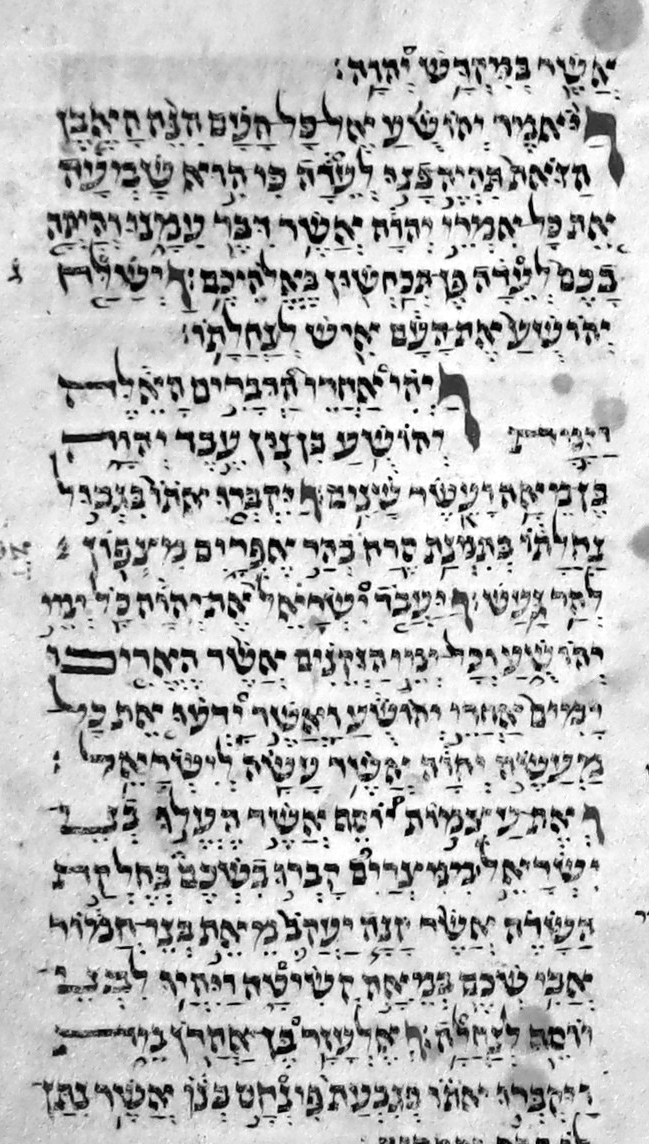 אֲשֶׁר בְּמִקְדַּשׁ יְהוָה׃
וַיֹּאמֶר יְהוֹשֻׁעַ אֶל כָּל הָעָם הִנֵּה הָאֶבֶן
הַזֹּאת תִּהְיֶה בָּנוּ לְעֵדָה כִּי הִיא שָׁמְעָה
אֵת כָּל אִמְרֵי יְהוָה אֲשֶׁר דִּבֶּר עִמָּנוּ וְהָיְתָה
בָכֶם לְעֵדָה פֶּן תְּכַחֲשׁוּן בֵּאלֹהֵיכֶם׃ וַיְשַׁלַּח
יְהוֹשֻׁעַ אֶת הָעָם אִישׁ לְנַחֲלָתוֹ׃
וַיְהִי אַחֲרֵי הַדְּבָרִים הָאֵלֶּה
וַיָּמָת יְהוֹשֻׁעַ בִּן נוּן עֶבֶד יְהוָה
בֶּן מֵאָה וָעֶשֶׂר שָׁנִים׃ וַיִּקְבְּרוּ אֹתוֹ בִּגְבוּל
נַחֲלָתוֹ בְּתִמְנַת סֶרַח בְּהַר אֶפְרָיִם מִצְּפוֹן
לְהַר גָּעַשׁ׃ וַיַּעֲבֹד יִשְׂרָאֵל אֶת יְהוָה כֹּל יְמֵי
יְהוֹשֻׁעַ וְכֹל יְמֵי הַזְּקֵנִים אֲשֶׁר הֶאֱרִיכוּ
יָמִים אַחֲרֵי יְהוֹשֻׁעַ וַאֲשֶׁר יָדְעוּ אֵת כָּל
מַעֲשֵׂה יְהוָה אֲשֶׁר עָשָׂה לְיִשְׂרָאֵל׃
וְאֶת עַצְמוֹת יוֹסֵף אֲשֶׁר הֶעֱלוּ בְנֵי
יִשְׂרָאֵל מִמִּצְרַיִם קָבְרוּ בִשְׁכֶם בְּחֶלְקַת
הַשָּׂדֶה אֲשֶׁר קָנָה יַעֲקֹב מֵאֵת בְּנֵי חֲמוֹר
אֲבִי שְׁכֶם בְּמֵאָה קְשִׂיטָה וַיִּהְיוּ לִבְנֵי
יוֹסֵף לְנַחֲלָה׃ וְאֶלְעָזָר בֶּן אַהֲרֹן מֵת
וַיִּקְבְּרוּ אֹתוֹ בְּגִבְעַת פִּינְחָס בְּנוֹ אֲשֶׁר נִתַּן